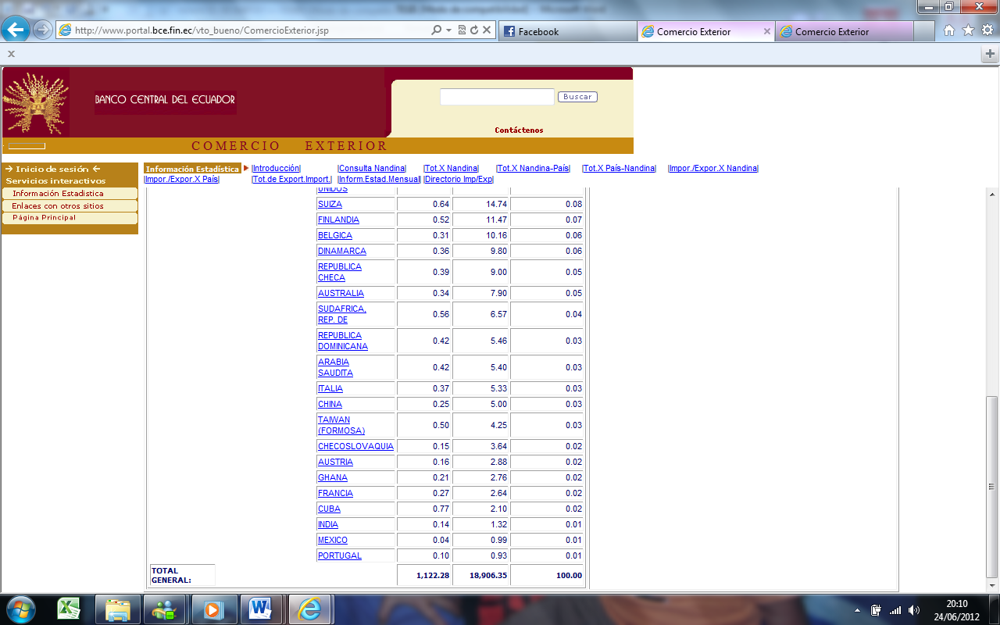 http://www.portal.bce.fin.ec/vto_bueno/ComercioExterior.jsp
Facebook
Comercio Exterior
Comercio Exterior
BANCO CENTRAL DEL ECUADOR
Buscar
Contáctenos
COMERCIO EXTERIOR
Inicio de sesión
Servicios interactivos
Información Estadistica
Enlaces con otros sitios
Página Principal
Información Estadística |Introducción| |Consulta Nandina| |Tot.X Nandina| |Tot.X Nandina-País| |Tot.X País-Nandina| |Impor./Expor.X Nandina|
|Impor./Expor.X País| |Tot.de Export.Import.| |Inform.Estad.Mensual| |Directorio Imp/Exp|
UNIDOS
SUIZA 0.64 14.74 0.08
FINLANDIA 0.52 11.47 0.07
BELGICA 0.31 10.16 0.06
DINAMARCA 0.36 9.80 0.06
REPUBLICA
CHECA 0.39 9.00 0.05
AUSTRALIA 0.34 7.90 0.05
SUDAFRICA,
REP. DE 0.56 6.57 0.04
REPUBLICA
DOMINICANA 0.42 5.46 0.03
ARABIA
SAUDITA 0.42 5.40 0.03
ITALIA 0.37 5.33 0.03
CHINA 0.25 5.00 0.03
TAIWAN
(FORMOSA) 0.50 4.25 0.03
CHECOSLOVAQUIA 0.15 3.64 0.02
AUSTRIA 0.16 2.88 0.02
GHANA 0.21 2.76 0.02
FRANCIA 0.27 2.64 0.02
CUBA 0.77 2.10 0.02
INDIA 0.14 1.32 0.01
MEXICO 0.04 0.99 0.01
PORTUGAL 0.10 0.93 0.01
TOTAL
GENERAL: 1,122.28 18,906.35 100.00
20:10
24/06/2012